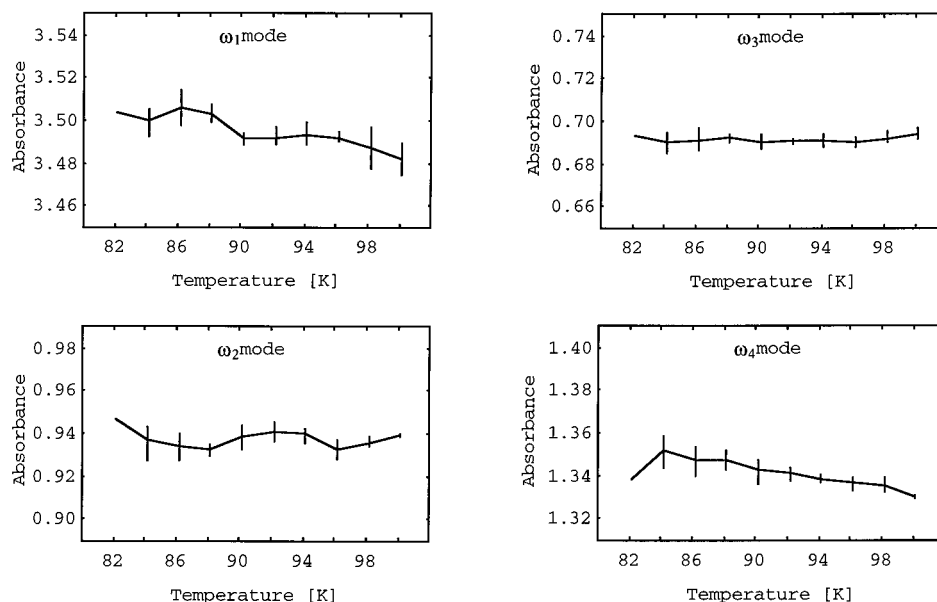 ω1mode
Absorbance
3.54
3.52
3.50
3.48
3.46
82 86 90 94 98
Temperature [K]
ω3mode
Absorbance
0.74
0.72
0.70
0.68
0.66
82 86 90 94 98
Temperature [K]
ω2mode
Absorbance
0.98
0.96
0.94
0.92
0.90
82 86 90 94 98
Temperature [K]
ω4mode
Absorbance
1.40
1.38
1.36
1.34
1.32
82 86 90 94 98
Temperature [K]